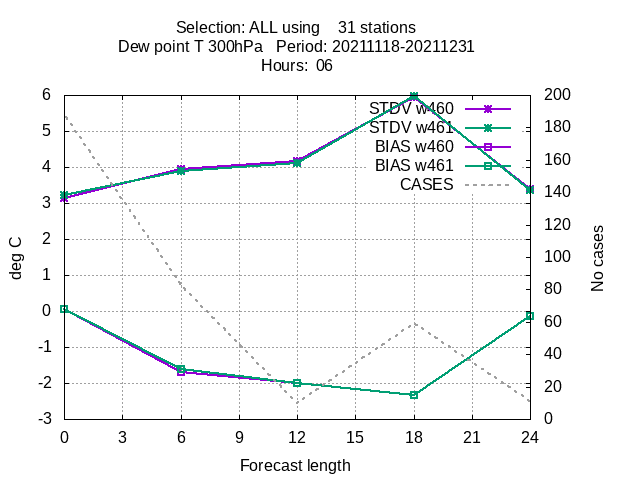 Selection: ALL using    31 stations
Dew point T 300hPa   Period: 20211118-20211231
Hours:  06
6
5
4
3
2
1
0
-1
-2
-3
deg C
STDV w460
STDV w461
BIAS w460
BIAS w461
CASES
200
180
160
140
120
100
80
60
40
20
0
No cases
0 3 6 9 12 15 18 21 24
Forecast length